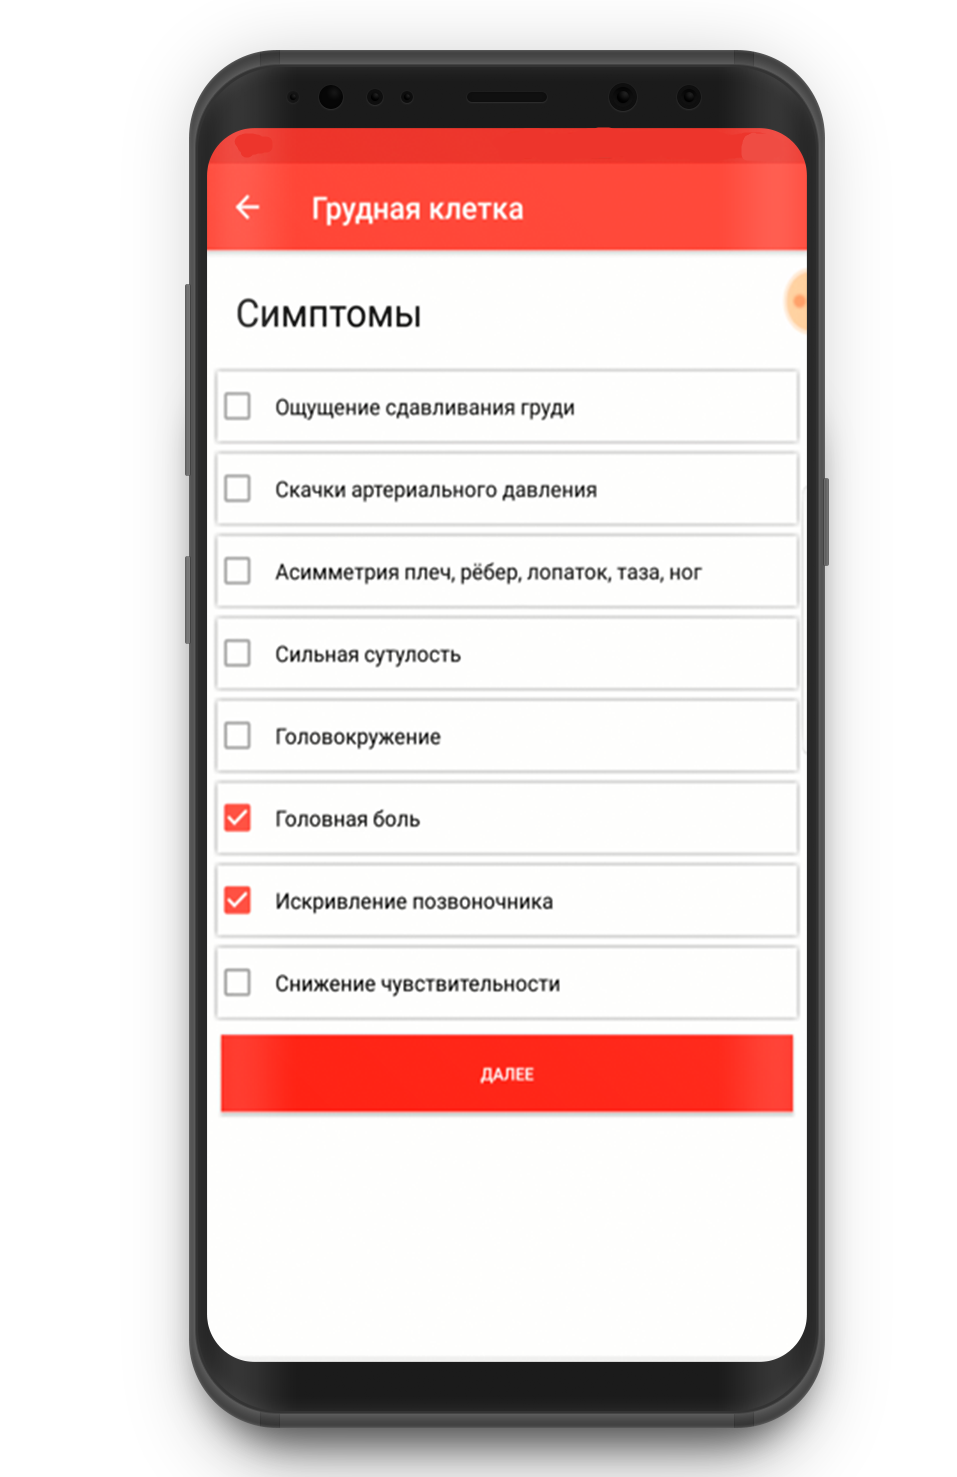 Грудная клетка
Симптомы
Ощущение сдавливания груди
Скачки артериального давления
Асимметрия плеч, рёбер, лопаток, таза, ног
Сильная сутулость
Головокружение
Головная боль
Искривление позвоночника
Снижение чувствительности
ДАЛЕЕ